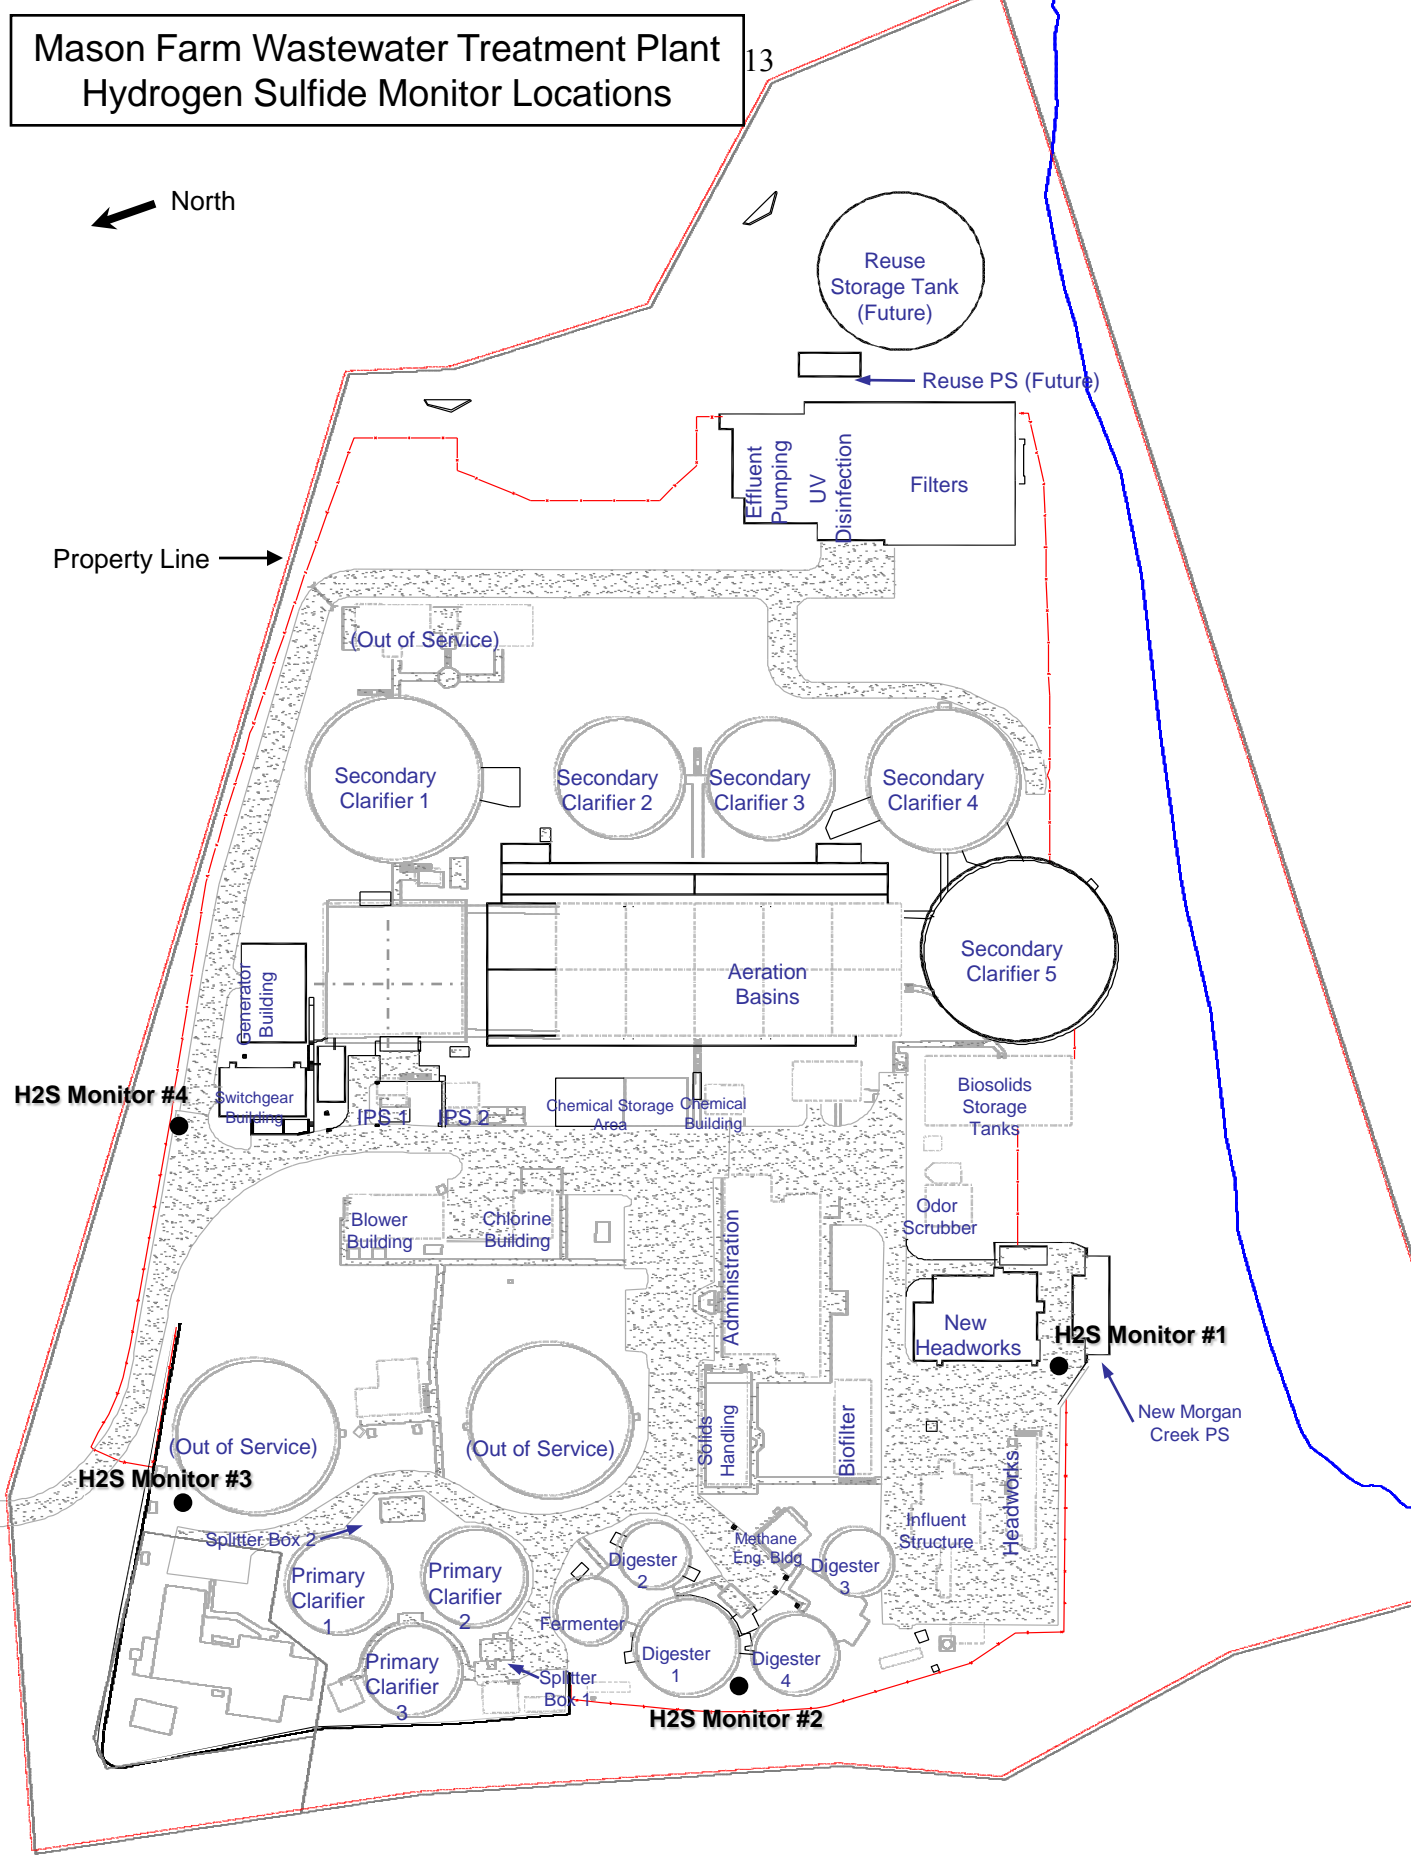 Mason Farm Wastewater Treatment Plant
Hydrogen Sulfide Monitor Locations
13
North
Reuse
Storage Tank
(Future)
Reuse PS (Future)
Effluent
Pumping
UV
Disinfection
Filters
Property Line
(Out of Service)
Secondary
Clarifier 1
Secondary
Clarifier 2
Secondary
Clarifier 3
Secondary
Clarifier 4
Secondary
Clarifier 5
Aeration
Basins
Generator
Building
H2S Monitor #4
Switchgear
Building
IPS 1
IPS 2
Chemical Storage
Area
Chemical
Building
Biosolids
Storage
Tanks
Blower
Building
Chlorine
Building
Administration
Odor
Scrubber
New
Headworks
H2S Monitor #1
New Morgan
Creek PS
(Out of Service)
(Out of Service)
Solids
Handling
Biofilter
Headworks
Influent
Structure
H2S Monitor #3
Splitter Box 2
Primary
Clarifier
1
Primary
Clarifier
2
Primary
Clarifier
3
Splitter
Box 1
Fermenter
Digester
2
Methane
Eng. Bldg
Digester
3
Digester
1
Digester
4
H2S Monitor #2